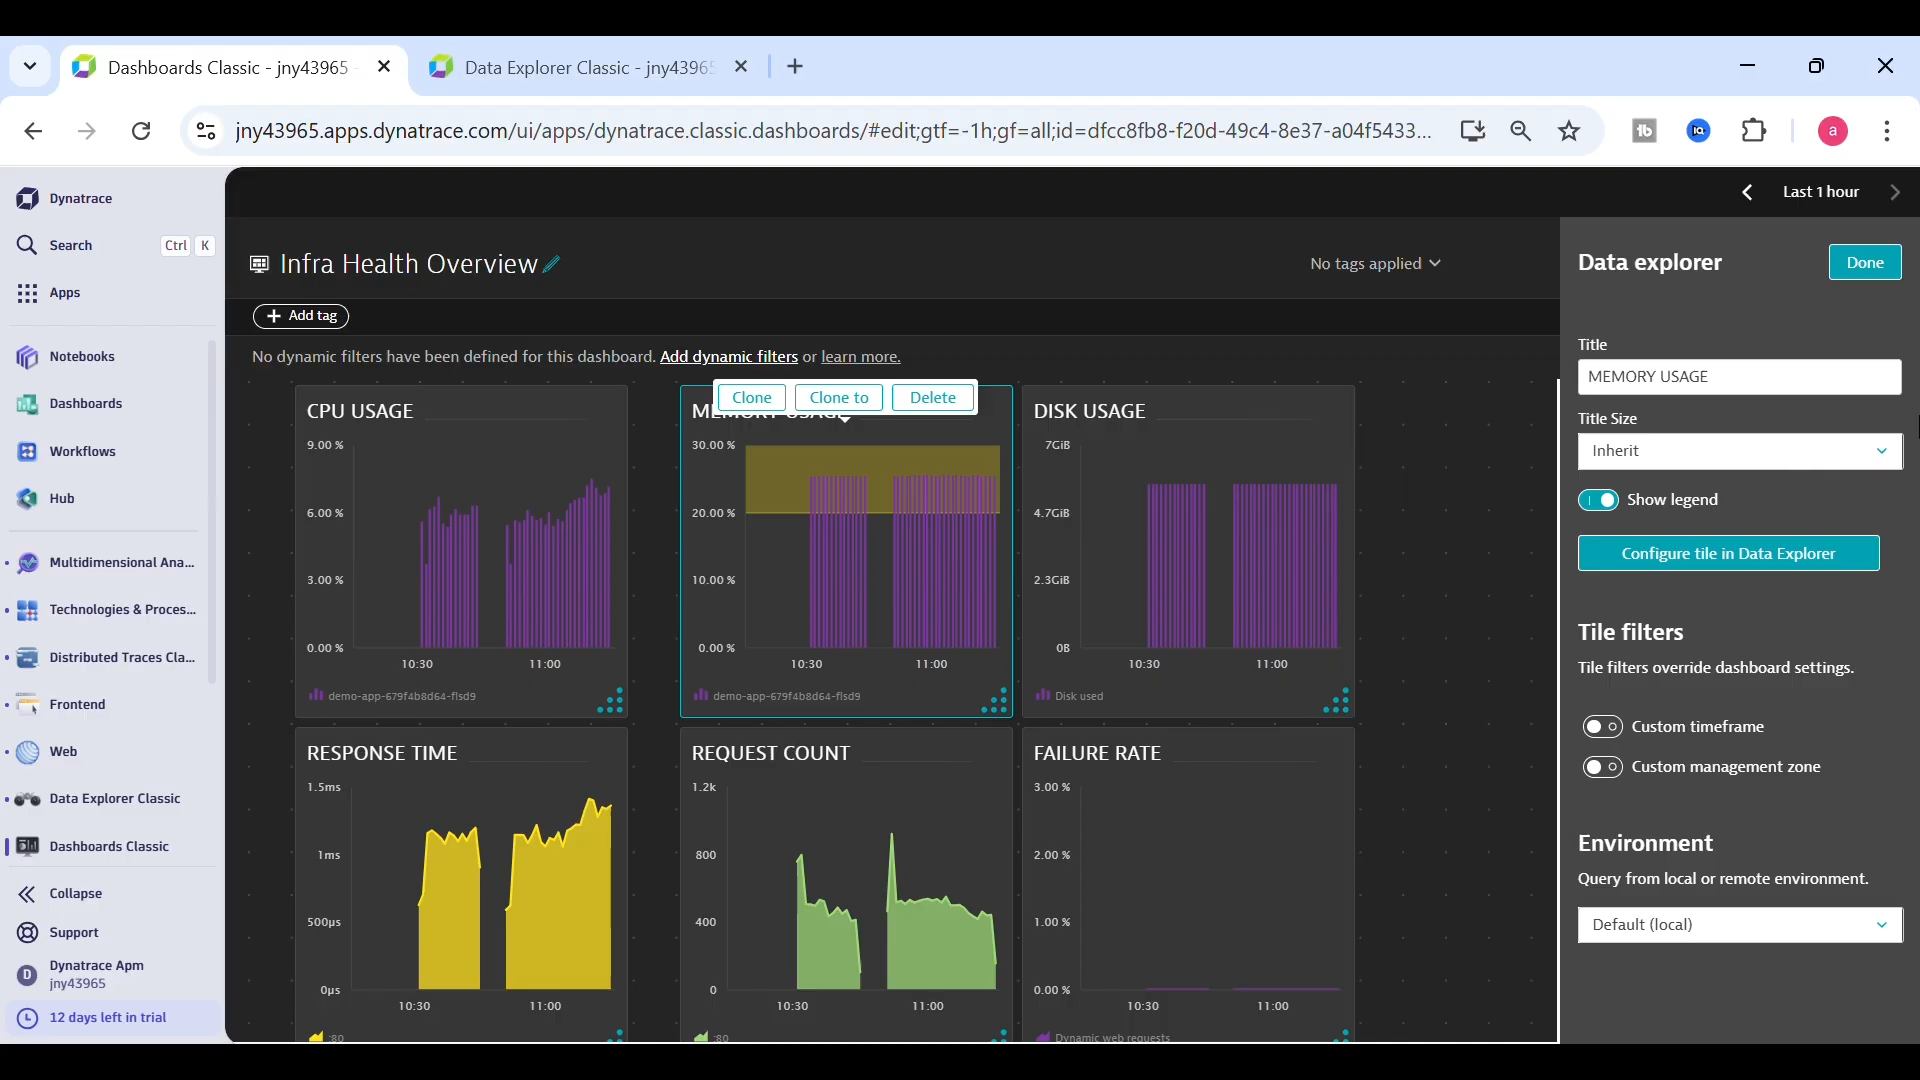 Dashboards Classic - jny43965 -
Data Explorer Classic - jny43965
jny43965.apps.dynatrace.com/ui/apps/dynatrace.classic.dashboards/#edit;gtf=-1h;gf=all;id=dfcc8fb8-f20d-49c4-8e37-a04f5433...
a
Dynatrace
Search
Ctrl K
Apps
Notebooks
Dashboards
Workflows
Hub
Multidimensional Ana...
Technologies & Proces...
Distributed Traces Cla...
Frontend
Web
Data Explorer Classic
Dashboards Classic
Collapse
Support
D
Dynatrace Apm
jny43965
12 days left in trial
Last 1 hour
Infra Health Overview
No tags applied
Add tag
No dynamic filters have been defined for this dashboard. Add dynamic filters or learn more.
Clone
Clone to
Delete
CPU USAGE
9.00 %
6.00 %
3.00 %
0.00 %
10:30
11:00
demo-app-679f4b8d64-flsd9
MEMORY USAGE
30.00 %
20.00 %
10.00 %
0.00 %
10:30
11:00
demo-app-679f4b8d64-flsd9
DISK USAGE
7GiB
4.7GiB
2.3GiB
0B
10:30
11:00
Disk used
RESPONSE TIME
1.5ms
1ms
500µs
0µs
10:30
11:00
:80
REQUEST COUNT
1.2k
800
400
0
10:30
11:00
:80
FAILURE RATE
3.00 %
2.00 %
1.00 %
0.00 %
10:30
11:00
Dynamic web requests
Data explorer
Done
Title
MEMORY USAGE
Title Size
Inherit
Show legend
Configure tile in Data Explorer
Tile filters
Tile filters override dashboard settings.
Custom timeframe
Custom management zone
Environment
Query from local or remote environment.
Default (local)